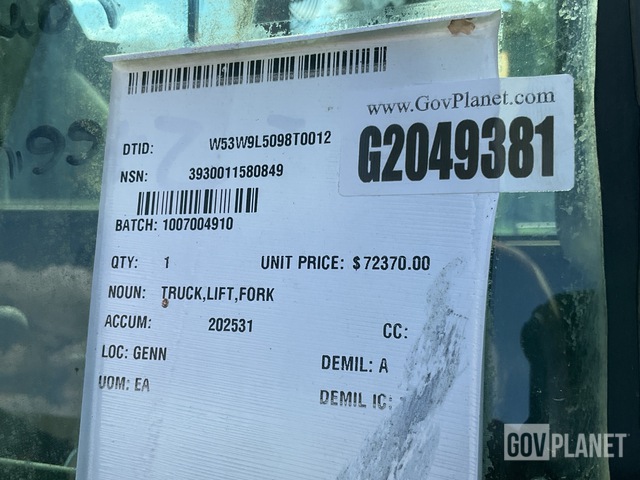 www.GovPlanet.com
G2049381
DTID: W53W9L5098T0012
NSN: 3930011580849
BATCH: 1007004910
QTY: 1 UNIT PRICE: $72370.00
NOUN: TRUCK,LIFT,FORK
ACCUM: 202531 CC:
LOC: GENN DEMIL: A
UOM: EA DEMIL IC:
GOVPLANET